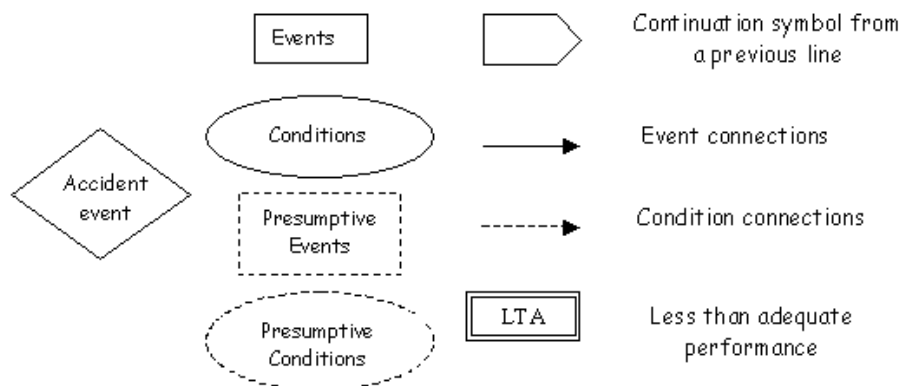 Events
Continuation symbol from
a previous line
Conditions
Event connections
Accident
event
Presumptive
Events
Condition connections
LTA
Less than adequate
performance
Presumptive
Conditions